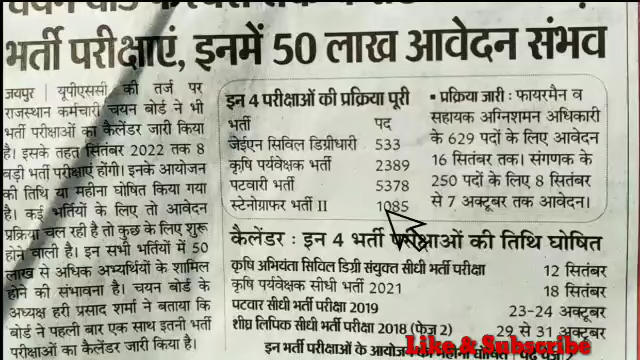 भर्ती परीक्षाएं, इनमें 50 लाख आवेदन संभव
जयपुर | यूपीएससी की तर्ज पर
राजस्थान कर्मचारी चयन बोर्ड ने भी
भर्ती परीक्षाओं का कैलेंडर जारी किया
है। इसके तहत सितंबर 2022 तक 8
बड़ी भर्ती परीक्षाएं होंगी। इनके आयोजन
की तिथि या महीना घोषित किया गया
है। कई भर्तियों के लिए तो आवेदन
प्रक्रिया चल रही है तो कुछ के लिए शुरू
होने वाली है। इन सभी भर्तियों में 50
लाख से अधिक अभ्यर्थियों के शामिल
होने की संभावना है। चयन बोर्ड के
अध्यक्ष हरी प्रसाद शर्मा ने बताया कि
बोर्ड ने पहली बार एक साथ इतनी भर्ती
परीक्षाओं का कैलेंडर जारी किया है।
इन 4 परीक्षाओं की प्रक्रिया पूरी
भर्ती पद
जेईएन सिविल डिग्रीधारी 533
कृषि पर्यवेक्षक भर्ती 2389
पटवारी भर्ती 5378
स्टेनोग्राफर भर्ती II 1085
▪ प्रक्रिया जारी : फायरमैन व
सहायक अग्निशमन अधिकारी
के 629 पदों के लिए आवेदन
16 सितंबर तक। संगणक के
250 पदों के लिए 8 सितंबर
से 7 अक्टूबर तक आवेदन।
कैलेंडर : इन 4 भर्ती परीक्षाओं की तिथि घोषित
कृषि अभियंता सिविल डिग्री संयुक्त सीधी भर्ती परीक्षा 12 सितंबर
कृषि पर्यवेक्षक सीधी भर्ती 2021 18 सितंबर
पटवार सीधी भर्ती परीक्षा 2019 23-24 अक्टूबर
शीघ्र लिपिक सीधी भर्ती परीक्षा 2018 (फेज 2) 29 से 31 अक्टूबर
इन भर्ती परीक्षाओं के आयोजन
Like & Subscribe